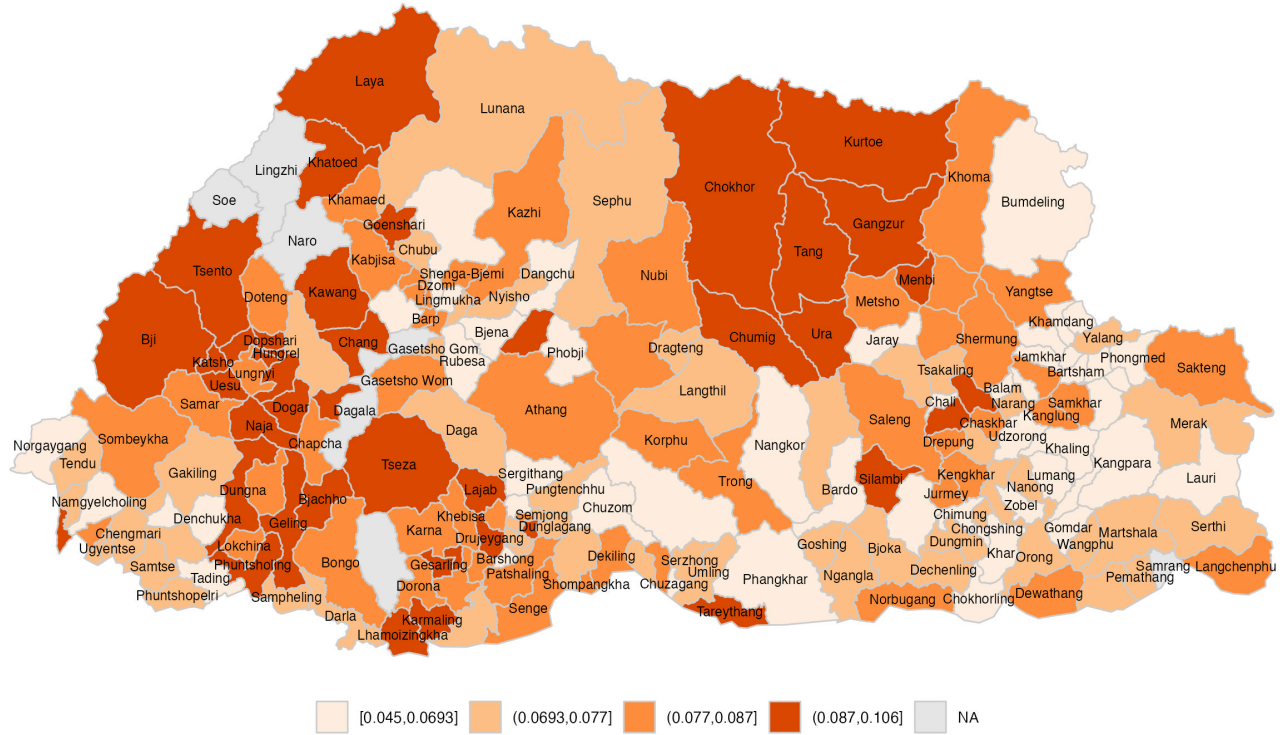 Laya
Lunana
Kurtoe
Lingzhi
Khatoed
Khoma
Chokhor
Soe
Khamaed
Sephu
Bumdeling
Kazhi
Goenshari
Gangzur
Naro
Chubu
Tang
Kabjisa
Tsento
Shenga-Bjemi
Dangchu
Nubi
Menbi
Dzomi
Kawang
Yangtse
Doteng
Lingmukha
Nyisho
Metsho
Barp
Khamdang
Bjena
Ura
Chumig
Bji
Dopshari
Chang
Jaray
Shermung
Yalang
Gasetsho Gom
Dragteng
Hungrel
Phobji
Katsho
Rubesa
Jamkhar
Phongmed
Lungnyi
Tsakaling
Bartsham
Sakteng
Uesu
Gasetsho Wom
Langthil
Balam
Samar
Dogar
Dagala
Athang
Chali
Narang
Samkhar
Kanglung
Saleng
Chaskhar
Merak
Naja
Daga
Udzorong
Sombeykha
Chapcha
Korphu
Nangkor
Drepung
Norgaygang
Khaling
Tendu
Tseza
Kangpara
Gakiling
Sergithang
Kengkhar
Lumang
Lauri
Silambi
Trong
Dungna
Lajab
Pungtenchhu
Bardo
Nanong
Jurmey
Bjachho
Namgyelcholing
Chuzom
Zobel
Denchukha
Khebisa
Semjong
Chimung
Geling
Dunglagang
Chongshing
Gomdar
Serthi
Chengmari
Karna
Martshala
Drujeygang
Dungmin
Wangphu
Lokchina
Goshing
Ugyentse
Bjoka
Khar
Orong
Dekiling
Barshong
Serzhong
Bongo
Phuntsholing
Gesarling
Samtse
Samrang
Langchenphu
Dechenling
Umling
Patshaling
Ngangla
Pemathang
Tading
Phangkhar
Shompangkha
Chuzagang
Dorona
Dewathang
Phuntshopelri
Sampheling
Norbugang
Chokhorling
Senge
Tareythang
Darla
Karmaling
Lhamoizingkha
[0.045,0.0693]
(0.0693,0.077]
(0.077,0.087]
(0.087,0.106]
NA